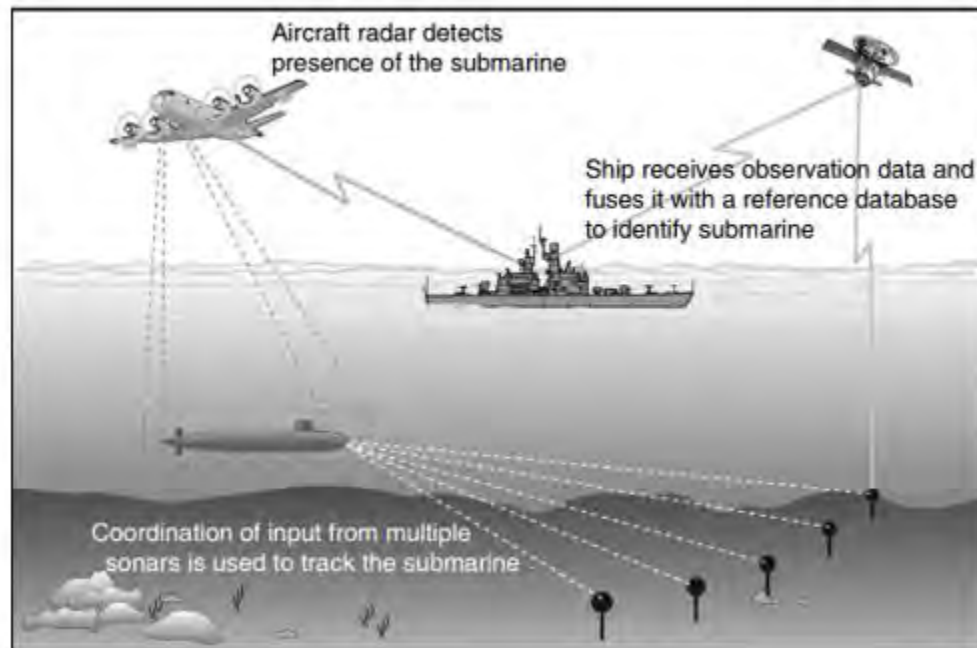 Aircraft radar detects
presence of the submarine
Ship receives observation data and
fuses it with a reference database
to identify submarine
Coordination of input from multiple
sonars is used to track the submarine